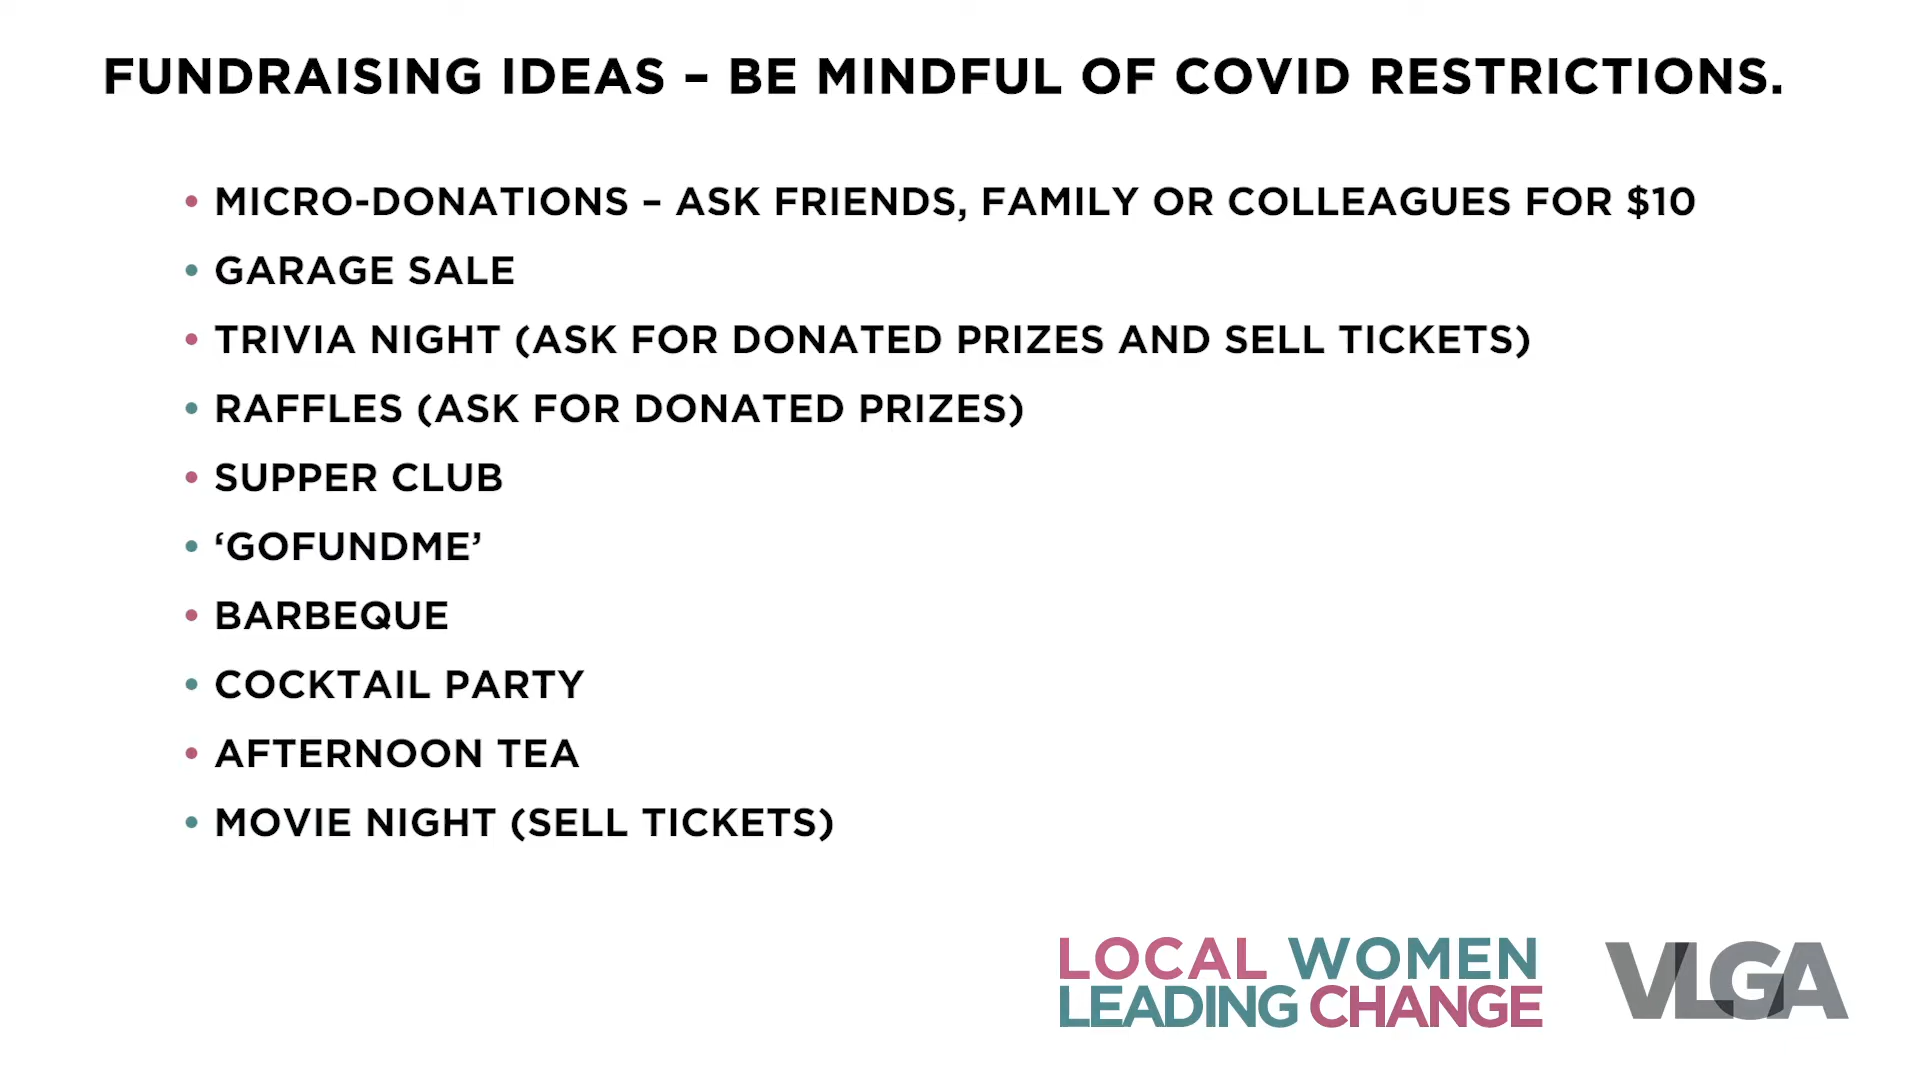 FUNDRAISING IDEAS – BE MINDFUL OF COVID RESTRICTIONS.
• MICRO-DONATIONS – ASK FRIENDS, FAMILY OR COLLEAGUES FOR $10
• GARAGE SALE
• TRIVIA NIGHT (ASK FOR DONATED PRIZES AND SELL TICKETS)
• RAFFLES (ASK FOR DONATED PRIZES)
• SUPPER CLUB
• ‘GOFUNDME’
• BARBEQUE
• COCKTAIL PARTY
• AFTERNOON TEA
• MOVIE NIGHT (SELL TICKETS)
LOCAL WOMEN
LEADING CHANGE
VLGA